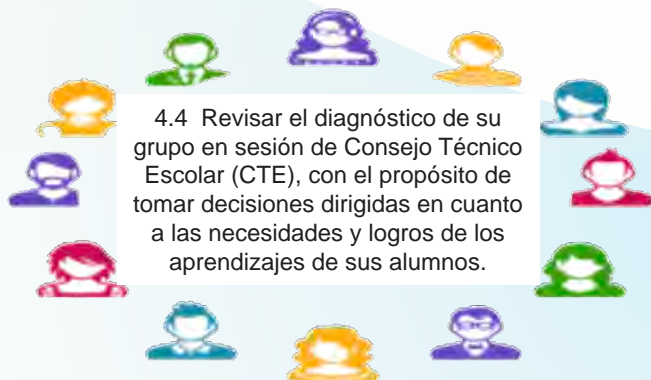 4.4 Revisar el diagnóstico de su
grupo en sesión de Consejo Técnico
Escolar (CTE), con el propósito de
tomar decisiones dirigidas en cuanto
a las necesidades y logros de los
aprendizajes de sus alumnos.